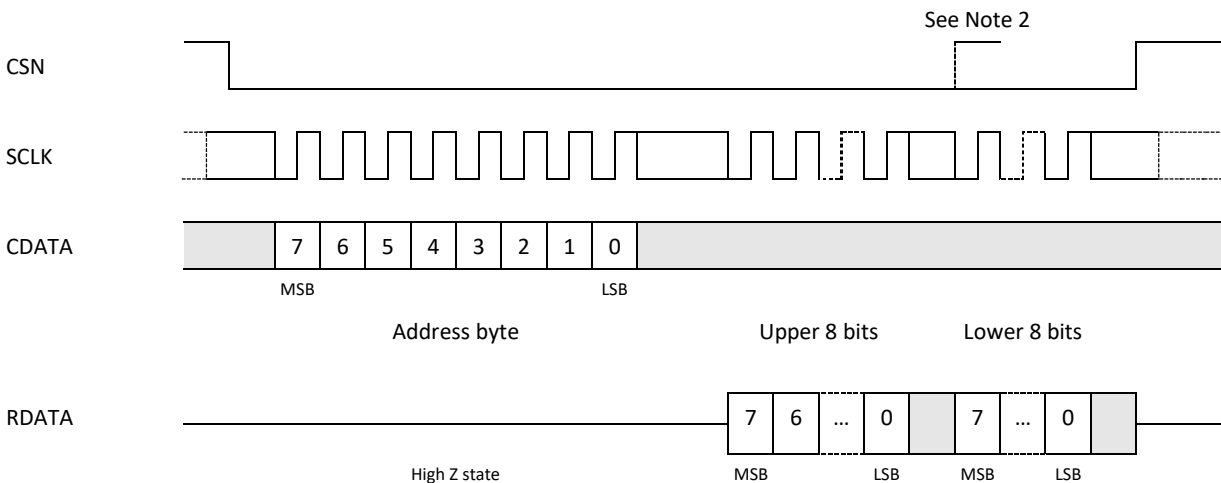 See Note 2
CSN
SCLK
CDATA
7 6 5 4 3 2 1 0
MSB LSB
Address byte Upper 8 bits Lower 8 bits
RDATA
7 6 … 0 7 … 0
High Z state MSB LSB MSB LSB